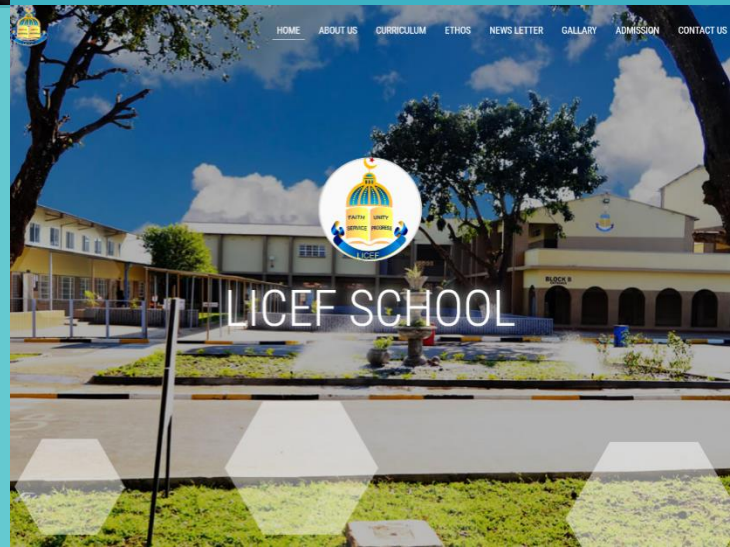 HOME ABOUT US CURRICULUM ETHOS NEWS LETTER GALLARY ADMISSION CONTACT US
FAITH UNITY
SERVICE PROGRESS
LICEF
BLOCK B
LICEF SCHOOL